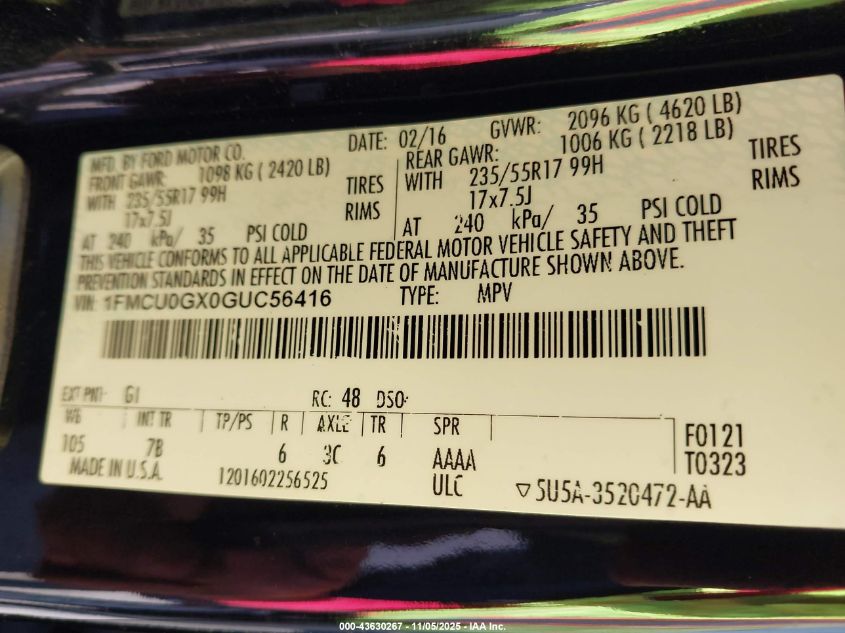 MFD. BY FORD MOTOR CO. DATE: 02/16 GVWR: 2096 KG ( 4620 LB)
FRONT GAWR: 1098 KG ( 2420 LB) REAR GAWR: 1006 KG ( 2218 LB)
WITH 235/55R17 99H TIRES WITH 235/55R17 99H TIRES
17x7.5J RIMS 17x7.5J RIMS
AT 240 kPa/ 35 PSI COLD AT 240 kPa/ 35 PSI COLD
THIS VEHICLE CONFORMS TO ALL APPLICABLE FEDERAL MOTOR VEHICLE SAFETY AND THEFT
PREVENTION STANDARDS IN EFFECT ON THE DATE OF MANUFACTURE SHOWN ABOVE.
VIN: 1FMCU0GX0GUC56416 TYPE: MPV
EXT PNT: G1 RC: 48 DSO:
WB INT TR TP/PS R AXLE TR SPR
105 7B 6 3C 6 AAAA F0121
MADE IN U.S.A. 1201602256525 ULC T0323
▽5U5A-3520472-AA
000-43630267 - 11/05/2025 - IAA Inc.